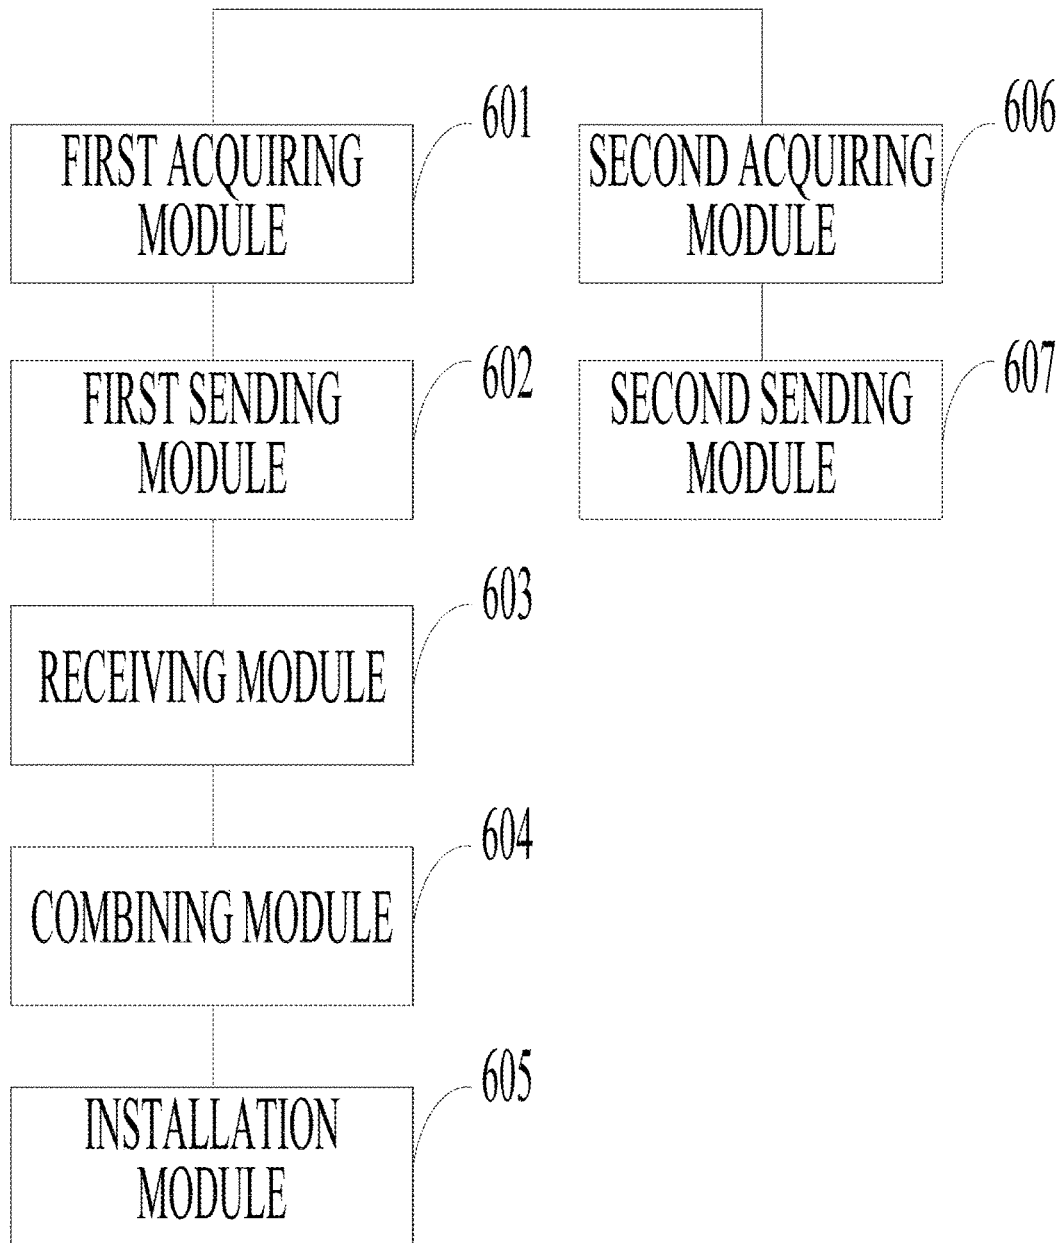 601
FIRST ACQUIRING
MODULE
606
SECOND ACQUIRING
MODULE
602
FIRST SENDING
MODULE
607
SECOND SENDING
MODULE
603
RECEIVING MODULE
604
COMBINING MODULE
605
INSTALLATION
MODULE